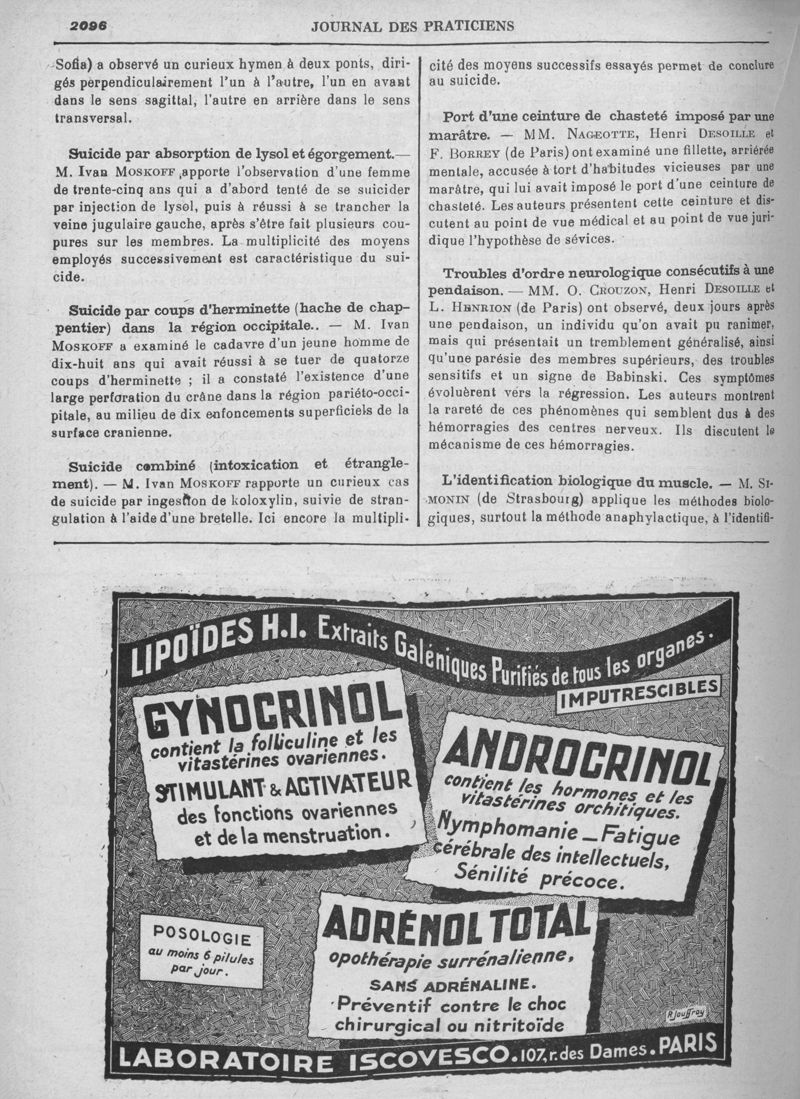 2096
JOURNAL DES PRATICIENS
Sofia) a observé un curieux hymen à deux ponts, diri-
gés perpendiculairement l'un à l'autre, l'un en avant
dans le sens sagittal, l'autre en arrière dans le sens
transversal.
Suicide par absorption de lysol et égorgement.—
M. Ivan MOSKOFF apporte l'observation d'une femme
de trente-cinq ans qui a d'abord tenté de se suicider
par injection de lysol, puis à réussi à se trancher la
veine jugulaire gauche, après s'être fait plusieurs cou-
pures sur les membres. La multiplicité des moyens
employés successivement est caractéristique du sui-
cide.
Suicide par coups d'herminette (hache de char-
pentier) dans la région occipitale.. — M. Ivan
MOSKOFF a examiné le cadavre d'un jeune homme de
dix-huit ans qui avait réussi à se tuer de quatorze
coups d'herminette ; il a constaté l'existence d'une
large perforation du crâne dans la région pariéto-occi-
pitale, au milieu de dix enfoncements superficiels de la
surface cranienne.
Suicide combiné (intoxication et étrangle-
ment). — M. Ivan MOSKOFF rapporte un curieux cas
de suicide par ingestion de koloxylin, suivie de stran-
gulation à l'aide d'une bretelle. Ici encore la multipli-
cité des moyens successifs essayés permet de conclure
au suicide.
Port d'une ceinture de chasteté imposé par une
marâtre. — MM. NAGEOTTE, Henri DESOILLE et
F. BORREY (de Paris) ont examiné une fillette, arriérée
mentale, accusée à tort d'habitudes vicieuses par une
marâtre, qui lui avait imposé le port d'une ceinture de
chasteté. Les auteurs présentent cette ceinture et dis-
cutent au point de vue médical et au point de vue juri-
dique l'hypothèse de sévices.
Troubles d'ordre neurologique consécutifs à une
pendaison. — MM. O. CROUZON, Henri DESOILLE et
L. HENRION (de Paris) ont observé, deux jours après
une pendaison, un individu qu'on avait pu ranimer,
mais qui présentait un tremblement généralisé, ainsi
qu'une parésie des membres supérieurs, des troubles
sensitifs et un signe de Babinski. Ces symptômes
évoluèrent vers la régression. Les auteurs montrent
la rareté de ces phénomènes qui semblent dus à des
hémorragies des centres nerveux. Ils discutent le
mécanisme de ces hémorragies.
L'identification biologique du muscle. — M. SI-
MONIN (de Strasbourg) applique les méthodes biolo-
giques, surtout la méthode anaphylactique, à l'identifi-
LIPOÏDES H.I. Extraits Galéniques Purifiés de tous les organes.
IMPUTRESCIBLES
GYNOCRINOL
contient la folliculine et les
vitastérines ovariennes.
STIMULANT & ACTIVATEUR
des fonctions ovariennes
et de la menstruation.
ANDROCRINOL
contient les hormones et les
vitastérines orchitiques.
Nymphomanie _ Fatigue
cérébrale des intellectuels,
Sénilité précoce.
POSOLOGIE
au moins 6 pilules
par jour.
ADRÉNOL TOTAL
opothérapie surrénalienne,
SANS ADRÉNALINE.
Préventif contre le choc
chirurgical ou nitritoïde
R. Jouffroy
LABORATOIRE ISCOVESCO. 107, r. des Dames. PARIS